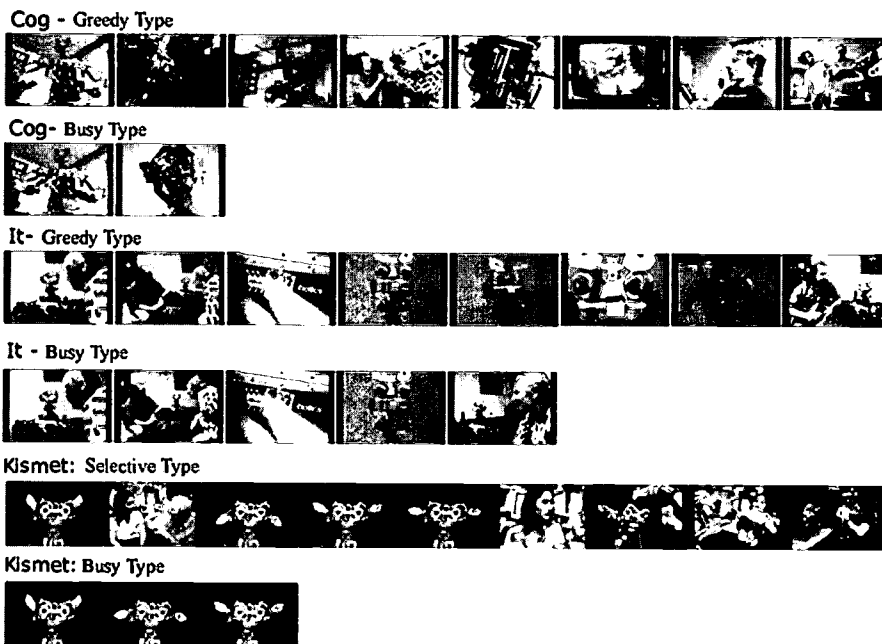 Cog - Greedy Type
Cog- Busy Type
It- Greedy Type
It - Busy Type
Kismet: Selective Type
Kismet: Busy Type